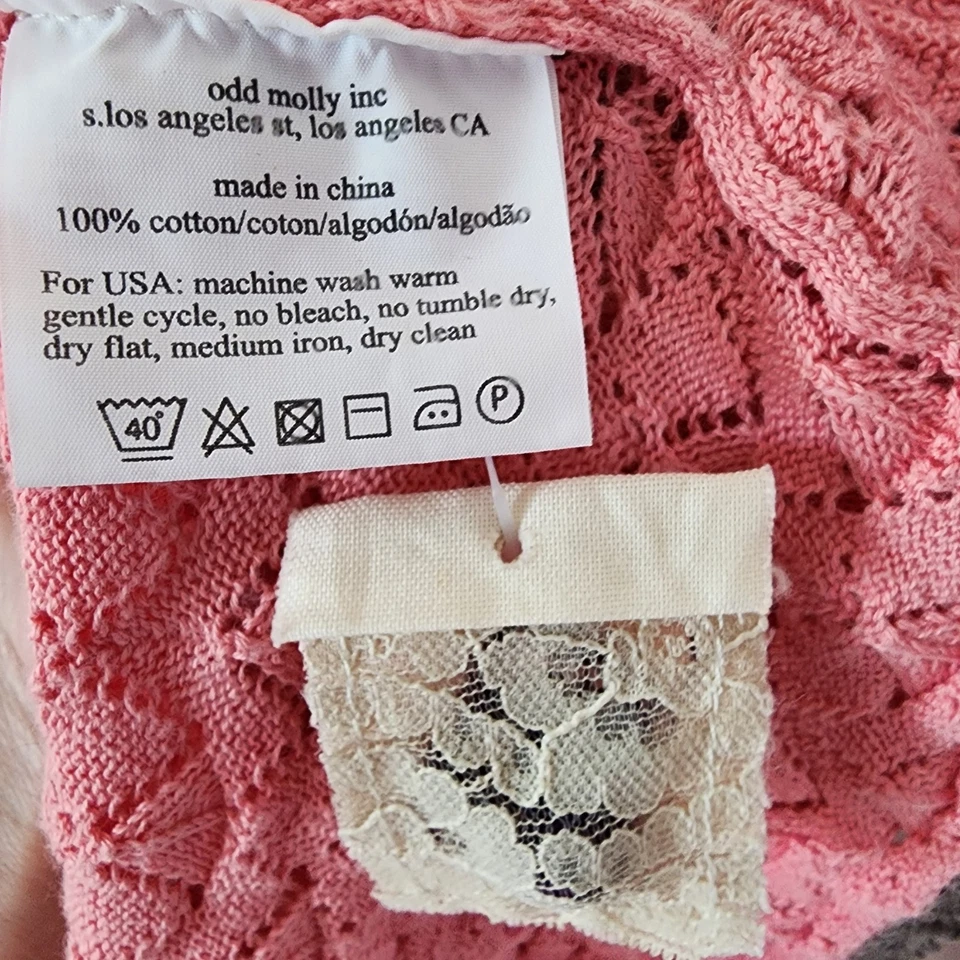 odd molly inc
s.los angeles st, los angeles CA
made in china
100% cotton/coton/algodón/algodão
For USA: machine wash warm
gentle cycle, no bleach, no tumble dry,
dry flat, medium iron, dry clean
40° P